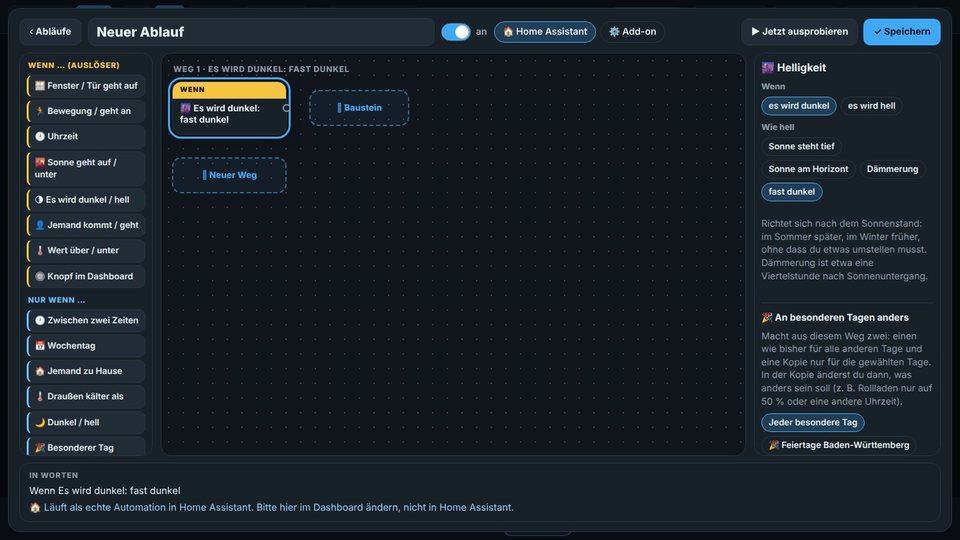 ‹ Abläufe
Neuer Ablauf
an
🏠 Home Assistant
⚙️ Add-on
▶ Jetzt ausprobieren
✓ Speichern
WENN … (AUSLÖSER)
🪟 Fenster / Tür geht auf
🏃 Bewegung / geht an
🕐 Uhrzeit
🌇 Sonne geht auf /
unter
🌗 Es wird dunkel / hell
👤 Jemand kommt / geht
🌡️ Wert über / unter
🔘 Knopf im Dashboard
NUR WENN …
🕐 Zwischen zwei Zeiten
📅 Wochentag
🏠 Jemand zu Hause
🌡️ Draußen kälter als
🌙 Dunkel / hell
🎉 Besonderer Tag
WEG 1 · ES WIRD DUNKEL: FAST DUNKEL
WENN
🌆 Es wird dunkel:
fast dunkel
Baustein
Neuer Weg
🌆 Helligkeit
Wenn
es wird dunkel
es wird hell
Wie hell
Sonne steht tief
Sonne am Horizont
Dämmerung
fast dunkel
Richtet sich nach dem Sonnenstand:
im Sommer später, im Winter früher,
ohne dass du etwas umstellen musst.
Dämmerung ist etwa eine
Viertelstunde nach Sonnenuntergang.
🎉 An besonderen Tagen anders
Macht aus diesem Weg zwei: einen
wie bisher für alle anderen Tage und
eine Kopie nur für die gewählten Tage.
In der Kopie änderst du dann, was
anders sein soll (z. B. Rollladen nur auf
50 % oder eine andere Uhrzeit).
Jeder besondere Tag
🎉 Feiertage Baden-Württemberg
IN WORTEN
Wenn Es wird dunkel: fast dunkel
🏠 Läuft als echte Automation in Home Assistant. Bitte hier im Dashboard ändern, nicht in Home Assistant.